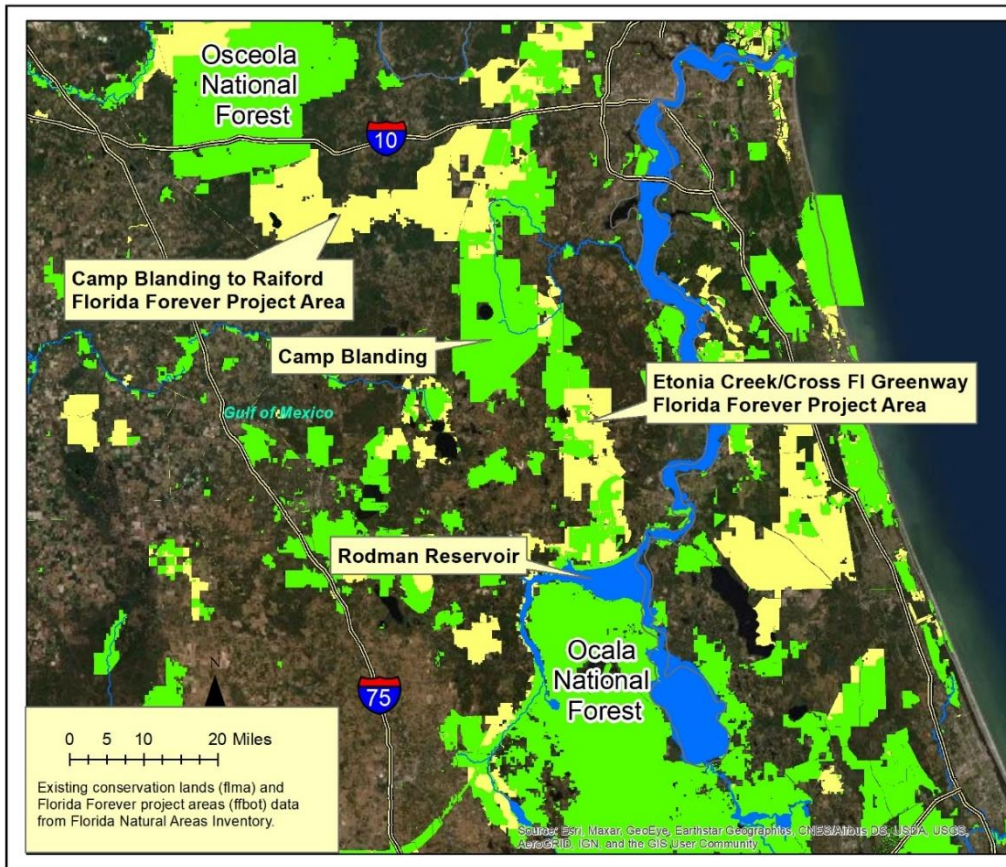 Osceola
National
Forest
10
Camp Blanding to Raiford
Florida Forever Project Area
Camp Blanding
Etonia Creek/Cross Fl Greenway
Florida Forever Project Area
Gulf of Mexico
Rodman Reservoir
Ocala
National
Forest
75
N
0 5 10 20 Miles
Existing conservation lands (flma) and
Florida Forever project areas (ffbot) data
from Florida Natural Areas Inventory.
Source: Esri, Maxar, GeoEye, Earthstar Geographics, CNES/Airbus DS, USDA, USGS,
AeroGRID, IGN, and the GIS User Community